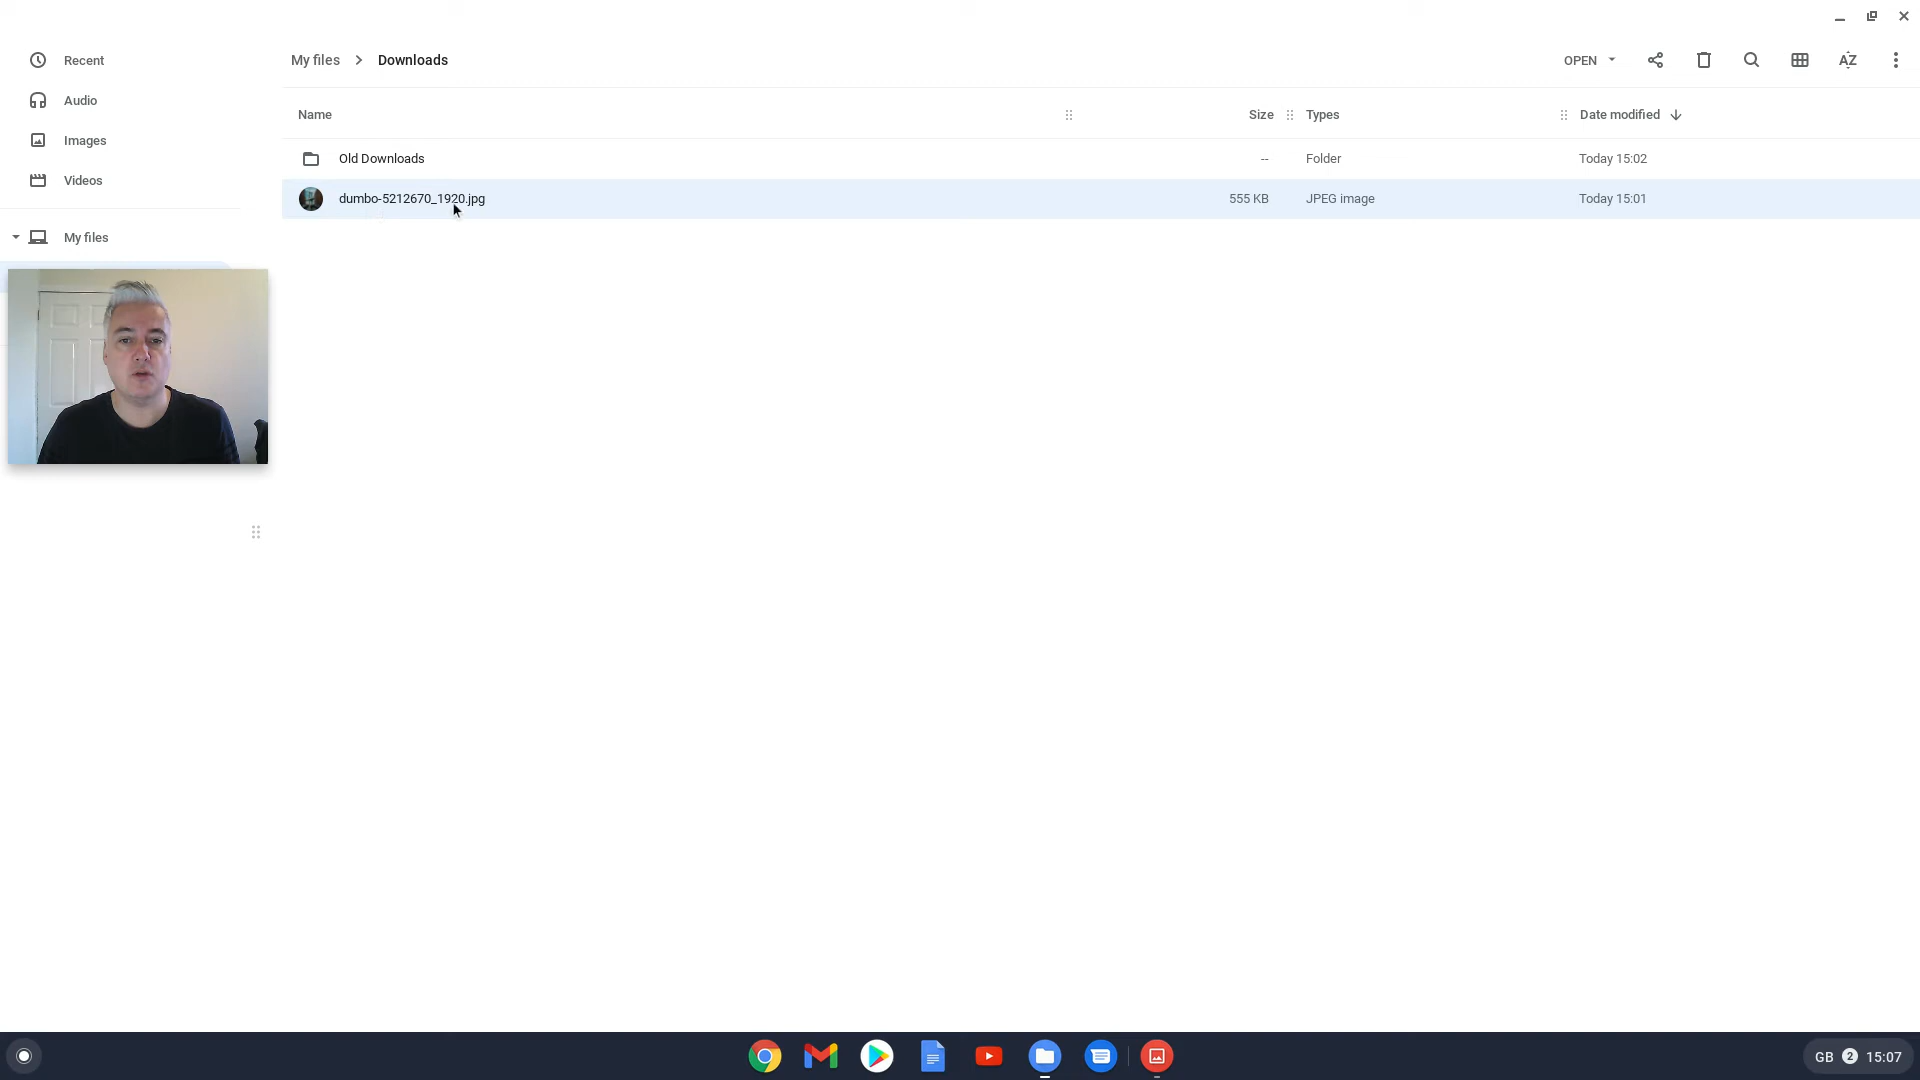 Recent
Audio
Images
Videos
My files
My files > Downloads
OPEN
AZ
Name
Size
Types
Date modified
Old Downloads
--
Folder
Today 15:02
dumbo-5212670_1920.jpg
555 KB
JPEG image
Today 15:01
GB
2
15:07